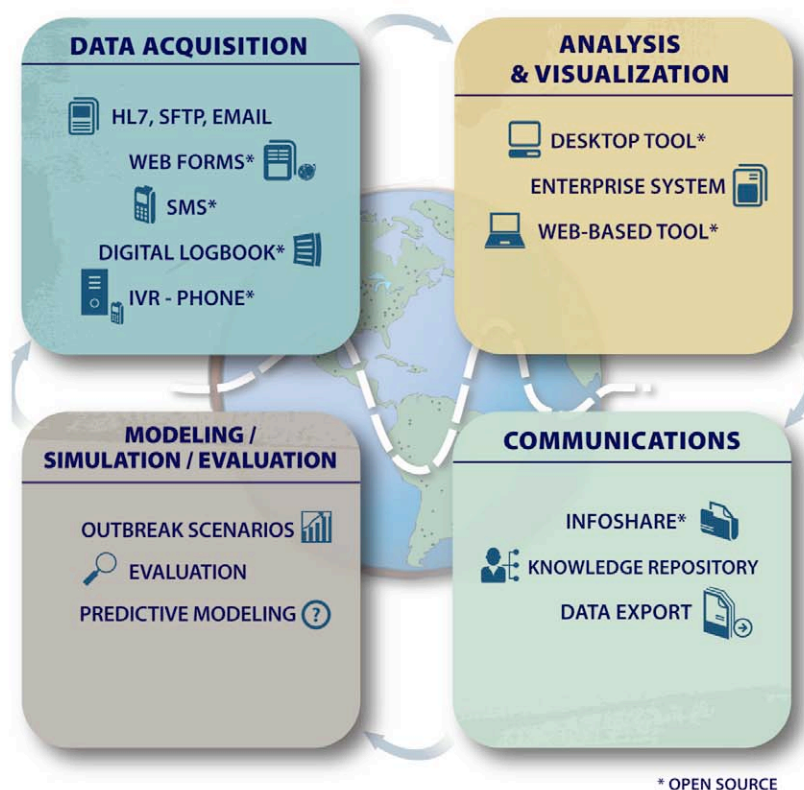 DATA ACQUISITION
HL7, SFTP, EMAIL
WEB FORMS*
SMS*
DIGITAL LOGBOOK*
IVR - PHONE*
ANALYSIS
& VISUALIZATION
DESKTOP TOOL*
ENTERPRISE SYSTEM
WEB-BASED TOOL*
MODELING /
SIMULATION / EVALUATION
OUTBREAK SCENARIOS
EVALUATION
PREDICTIVE MODELING
?
COMMUNICATIONS
INFOSHARE*
KNOWLEDGE REPOSITORY
DATA EXPORT
* OPEN SOURCE